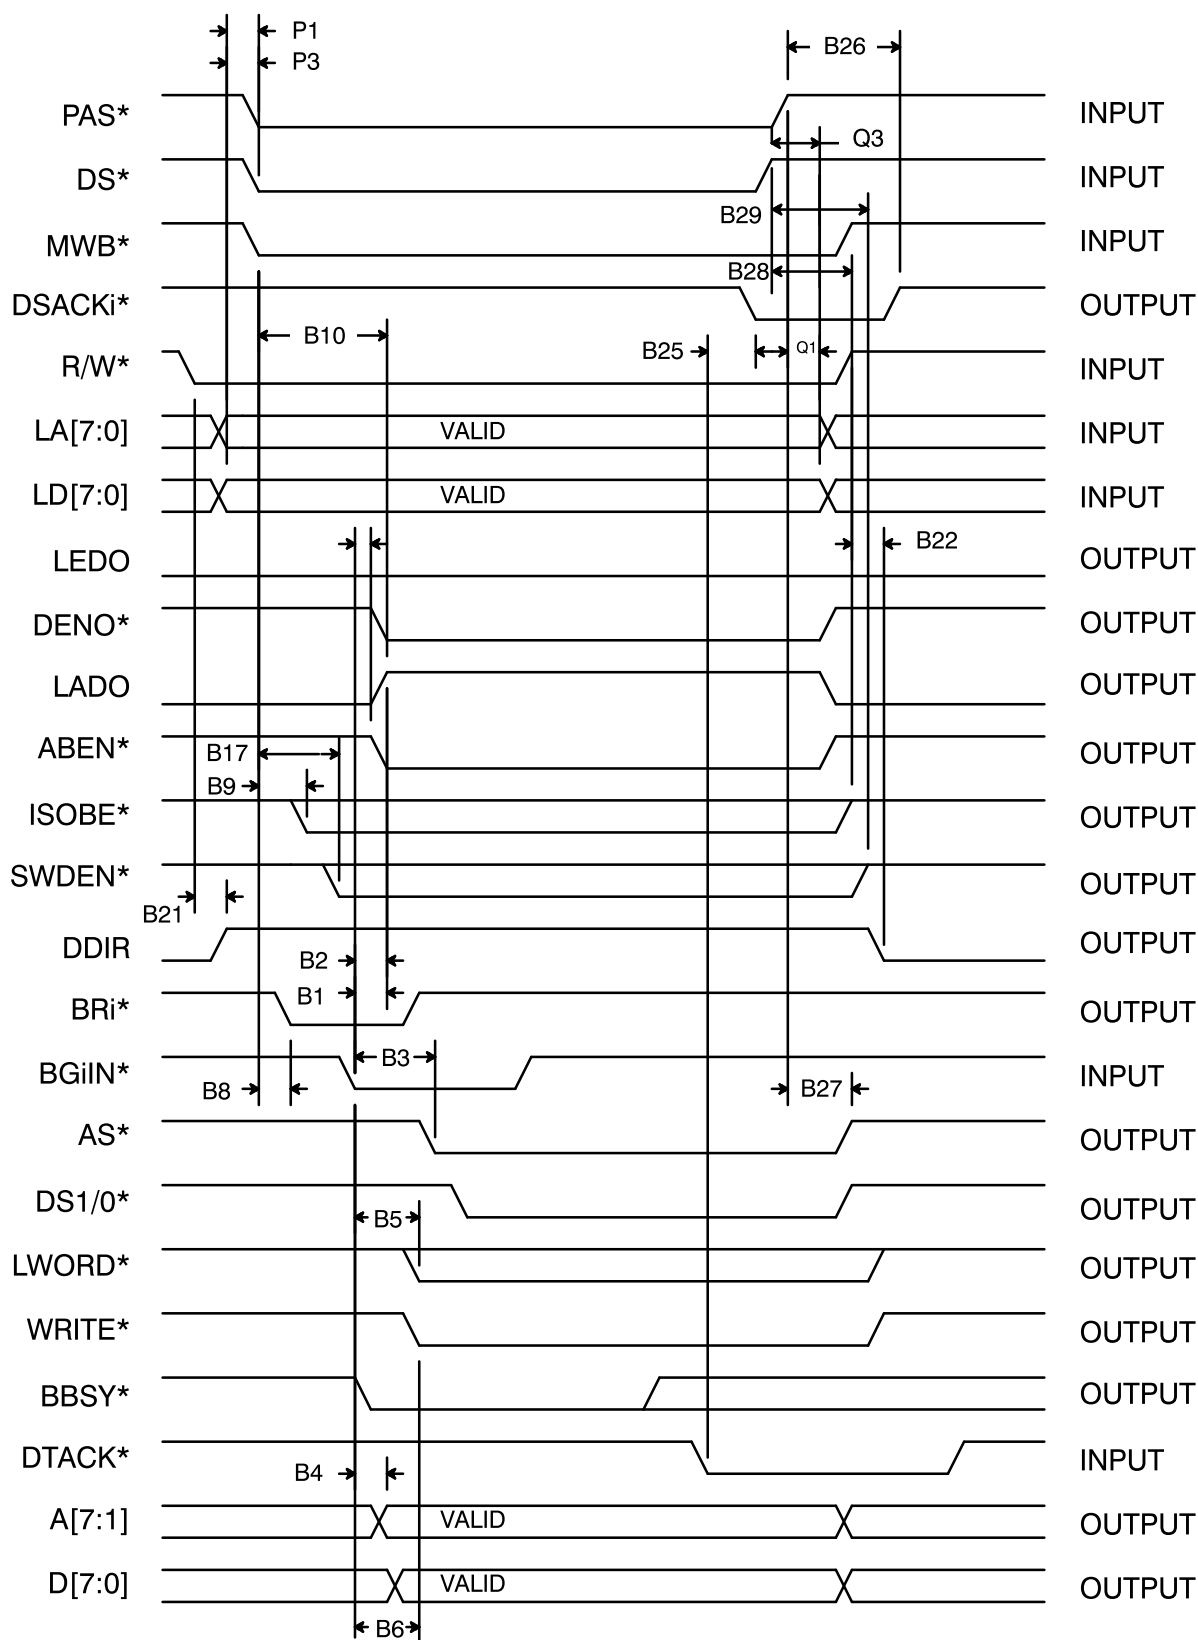 P1
P3
B26
PAS* INPUT
Q3
DS* INPUT
B29
MWB* INPUT
B28
DSACKi* OUTPUT
B10
B25 Q1
R/W* INPUT
LA[7:0] VALID INPUT
LD[7:0] VALID INPUT
B22
LEDO OUTPUT
DENO* OUTPUT
LADO OUTPUT
ABEN* OUTPUT
B17
B9
ISOBE* OUTPUT
SWDEN* OUTPUT
B21
DDIR OUTPUT
B2
B1
BRi* OUTPUT
B3
BGiIN* INPUT
B8 B27
AS* OUTPUT
DS1/0* OUTPUT
B5
LWORD* OUTPUT
WRITE* OUTPUT
BBSY* OUTPUT
DTACK* INPUT
B4
A[7:1] VALID OUTPUT
D[7:0] VALID OUTPUT
B6